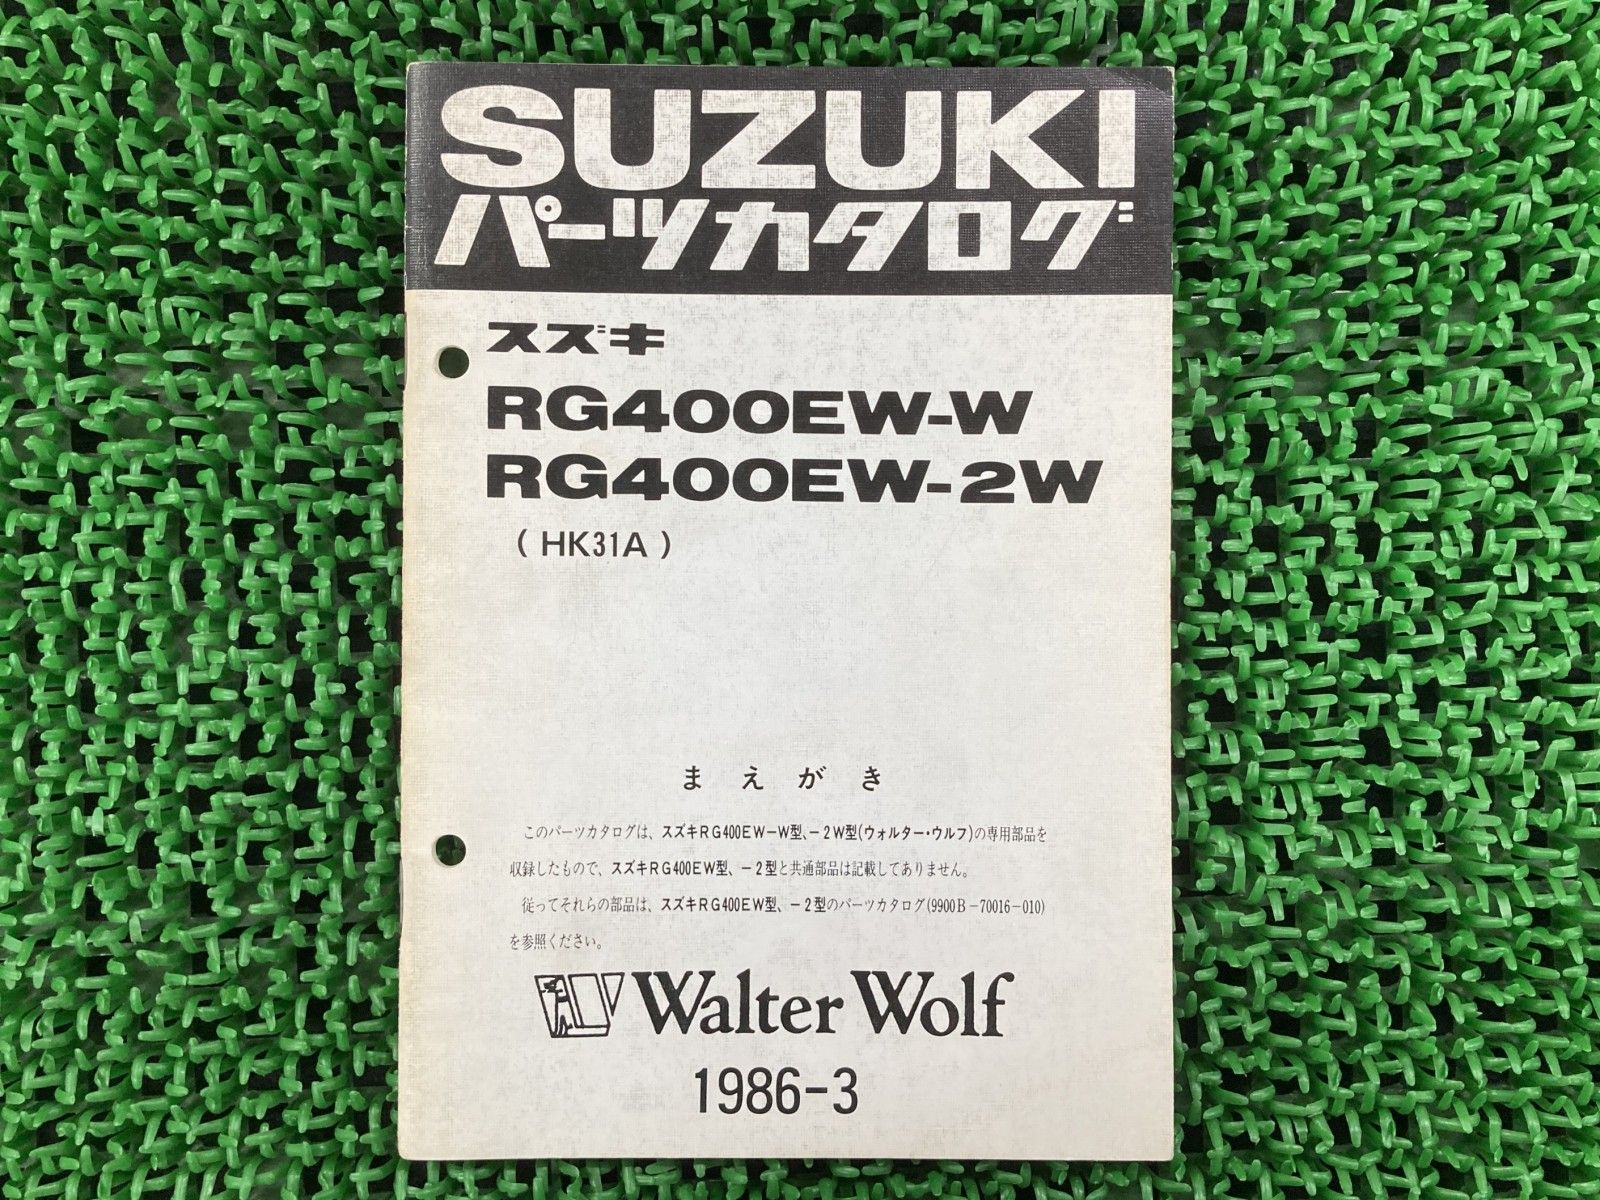 SUZUKI
パーツカタログ
スズキ
RG400EW-W
RG400EW-2W
( HK31A )
まえがき
このパーツカタログは、スズキRG400EW-W型、-2W型(ウォルター・ウルフ)の専用部品を
収録したもので、スズキRG400EW型、-2型と共通部品は記載してありません。
従ってそれらの部品は、スズキRG400EW型、-2型のパーツカタログ(9900B-70016-010)
を参照ください。
Walter Wolf
1986-3